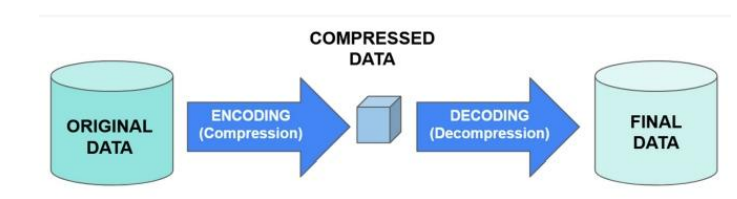 COMPRESSED
DATA
ORIGINAL
DATA
ENCODING
(Compression)
DECODING
(Decompression)
FINAL
DATA